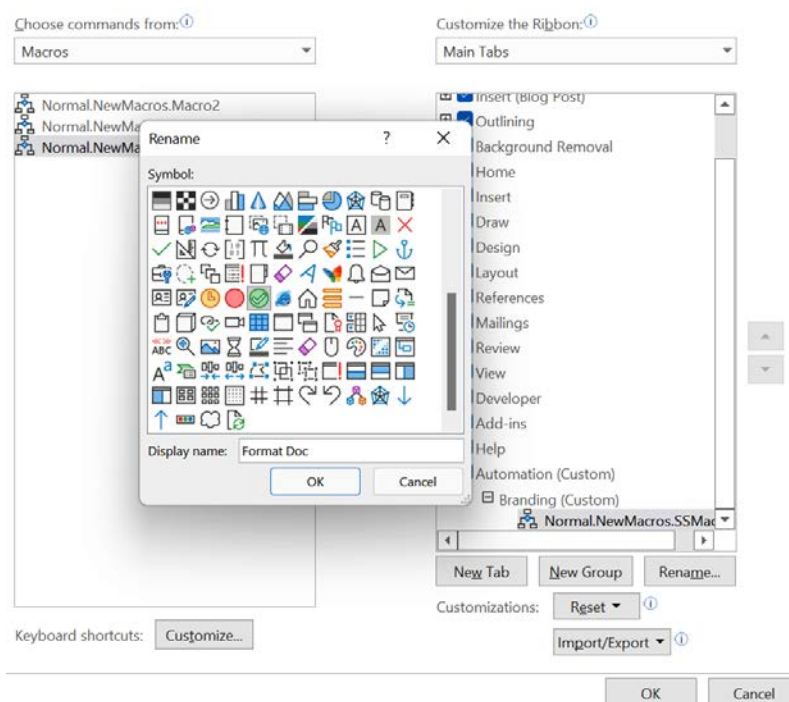 Choose commands from:
Macros
Normal.NewMacros.Macro2
Normal.NewMa
Normal.NewMa
Customize the Ribbon:
Main Tabs
Insert (Blog Post)
Outlining
Background Removal
Home
Insert
Draw
Design
Layout
References
Mailings
Review
View
Developer
Add-ins
Help
Automation (Custom)
Branding (Custom)
Normal.NewMacros.SSMac
Rename ?
Symbol:
Display name: Format Doc
OK Cancel
New Tab New Group Rename...
Customizations: Reset
Import/Export
Keyboard shortcuts: Customize...
OK Cancel